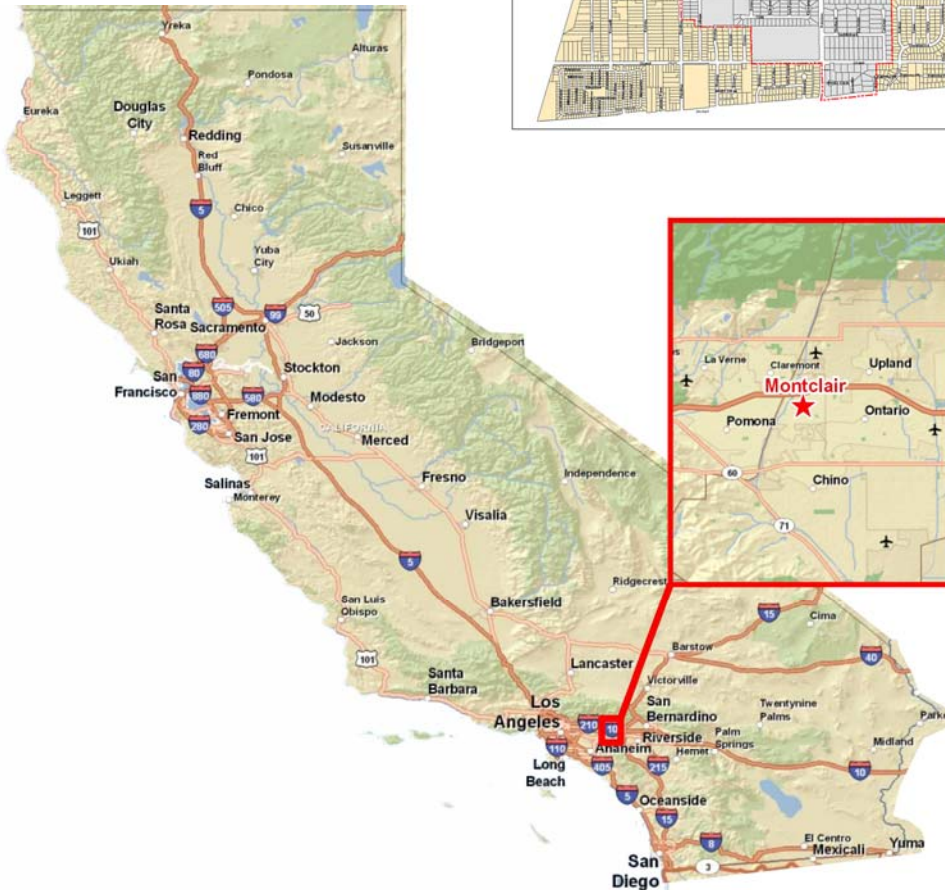 Yreka
Alturas
Pondosa
Douglas
City
Eureka
Redding
Red
Bluff
Susanville
Leggett
5
Chico
101
Yuba
City
Ukiah
505
99
50
Santa
Rosa
Sacramento
Jackson
Bridgeport
680
80
Stockton
San
Francisco
880
580
Modesto
Fremont
CALIFORNIA
280
San Jose
Merced
101
Salinas
Monterey
Fresno
Independence
Visalia
5
Ridgecrest
San Luis
Obispo
Bakersfield
15
Cima
101
Barstow
40
Santa
Barbara
Lancaster
Victorville
Los
Angeles
210
10
San
Bernardino
Twentynine
Palms
Parke
110
Riverside
Palm
Springs
Anaheim
Hemet
Midland
Long
Beach
405
215
10
5
Oceanside
15
8
El Centro
Mexicali
Yuma
San
Diego
3
La Verne
Claremont
Upland
Montclair
Pomona
Ontario
60
Chino
71